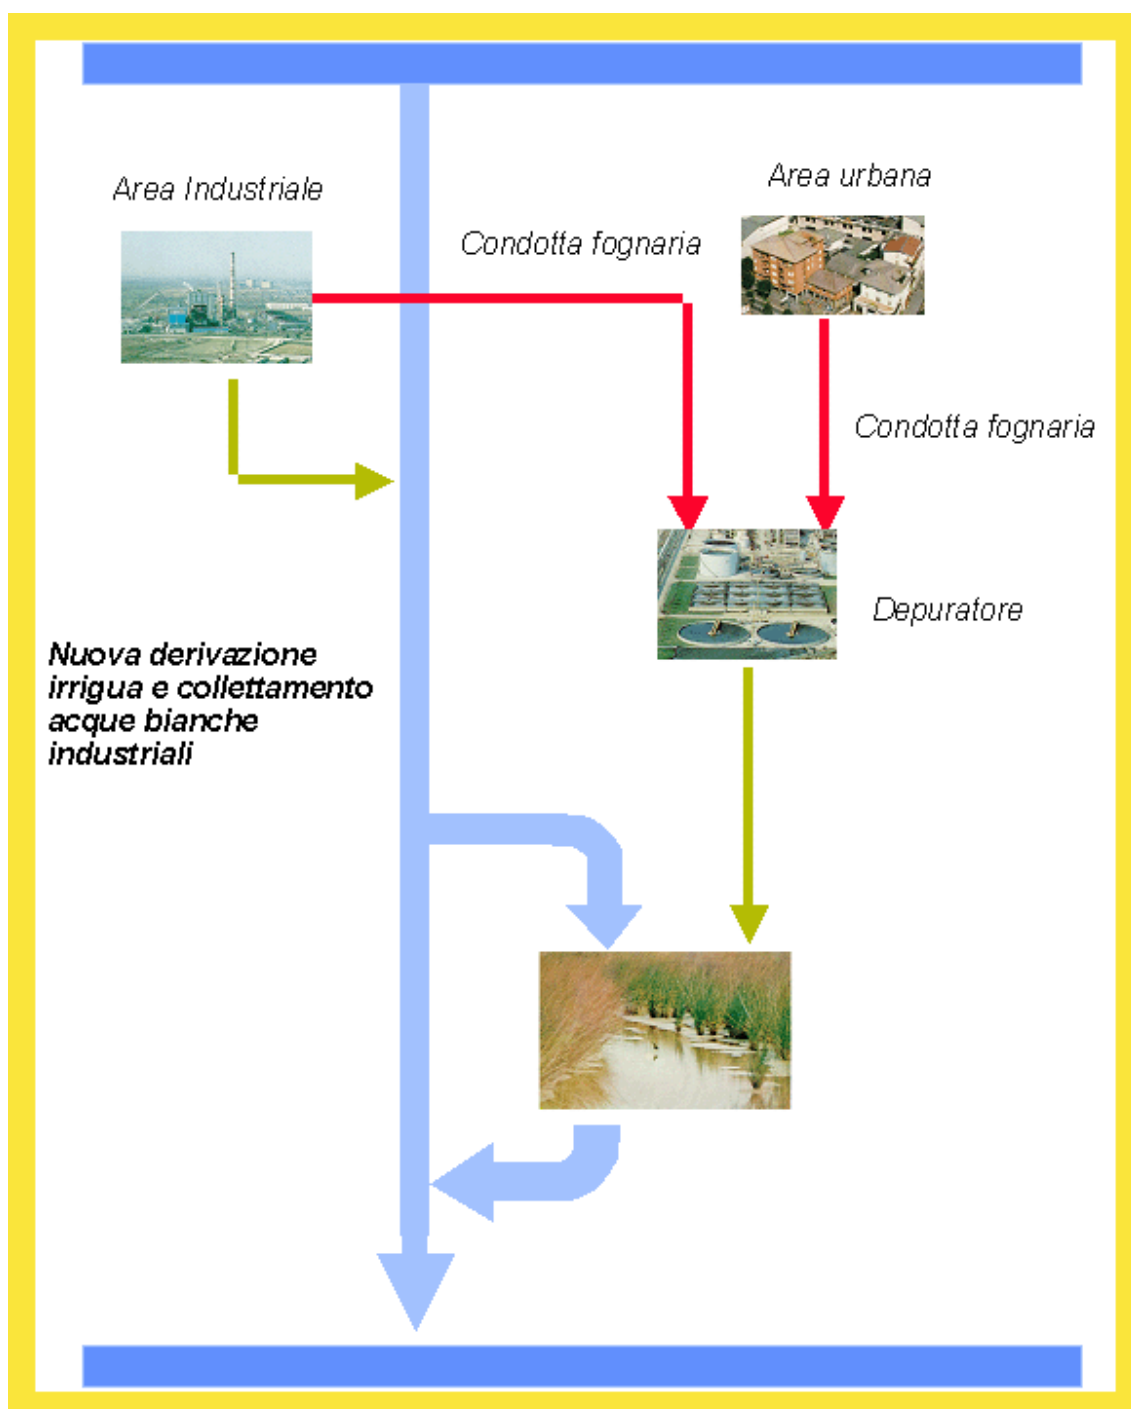 Area urbana
Area Industriale
Condotta fognaria
Condotta fognaria
Depuratore
Nuova derivazione
irrigua e collettamento
acque bianche
industriali